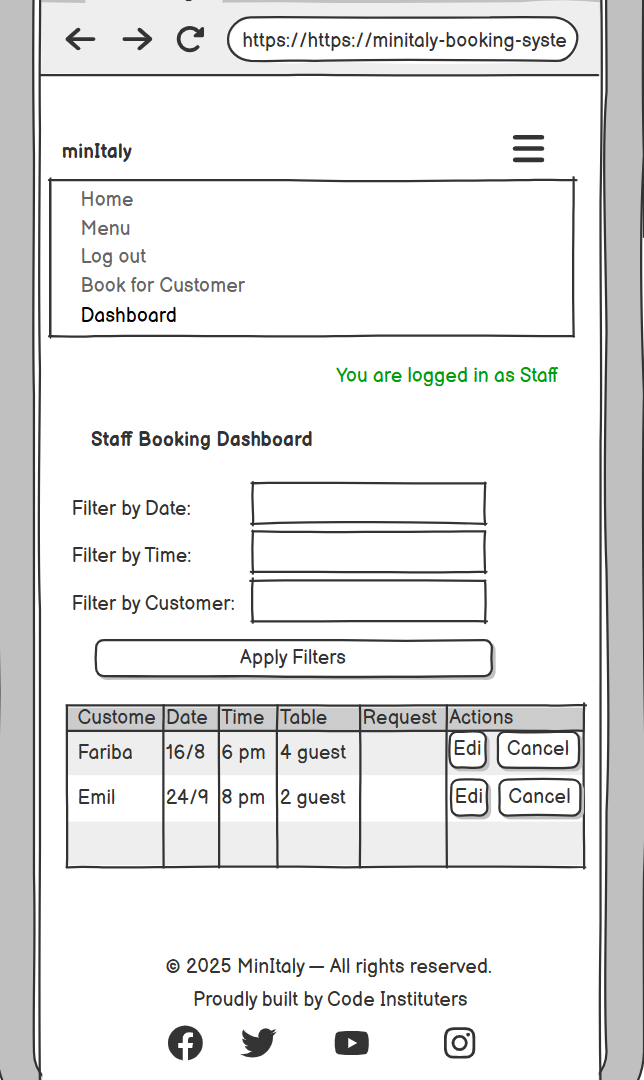 https://https://minitaly-booking-syste
minItaly
Home
Menu
Log out
Book for Customer
Dashboard
You are logged in as Staff
Staff Booking Dashboard
Filter by Date:
Filter by Time:
Filter by Customer:
Apply Filters
Custome Date Time Table Request Actions
Fariba 16/8 6 pm 4 guest Edi Cancel
Emil 24/9 8 pm 2 guest Edi Cancel
© 2025 MinItaly — All rights reserved.
Proudly built by Code Instituters